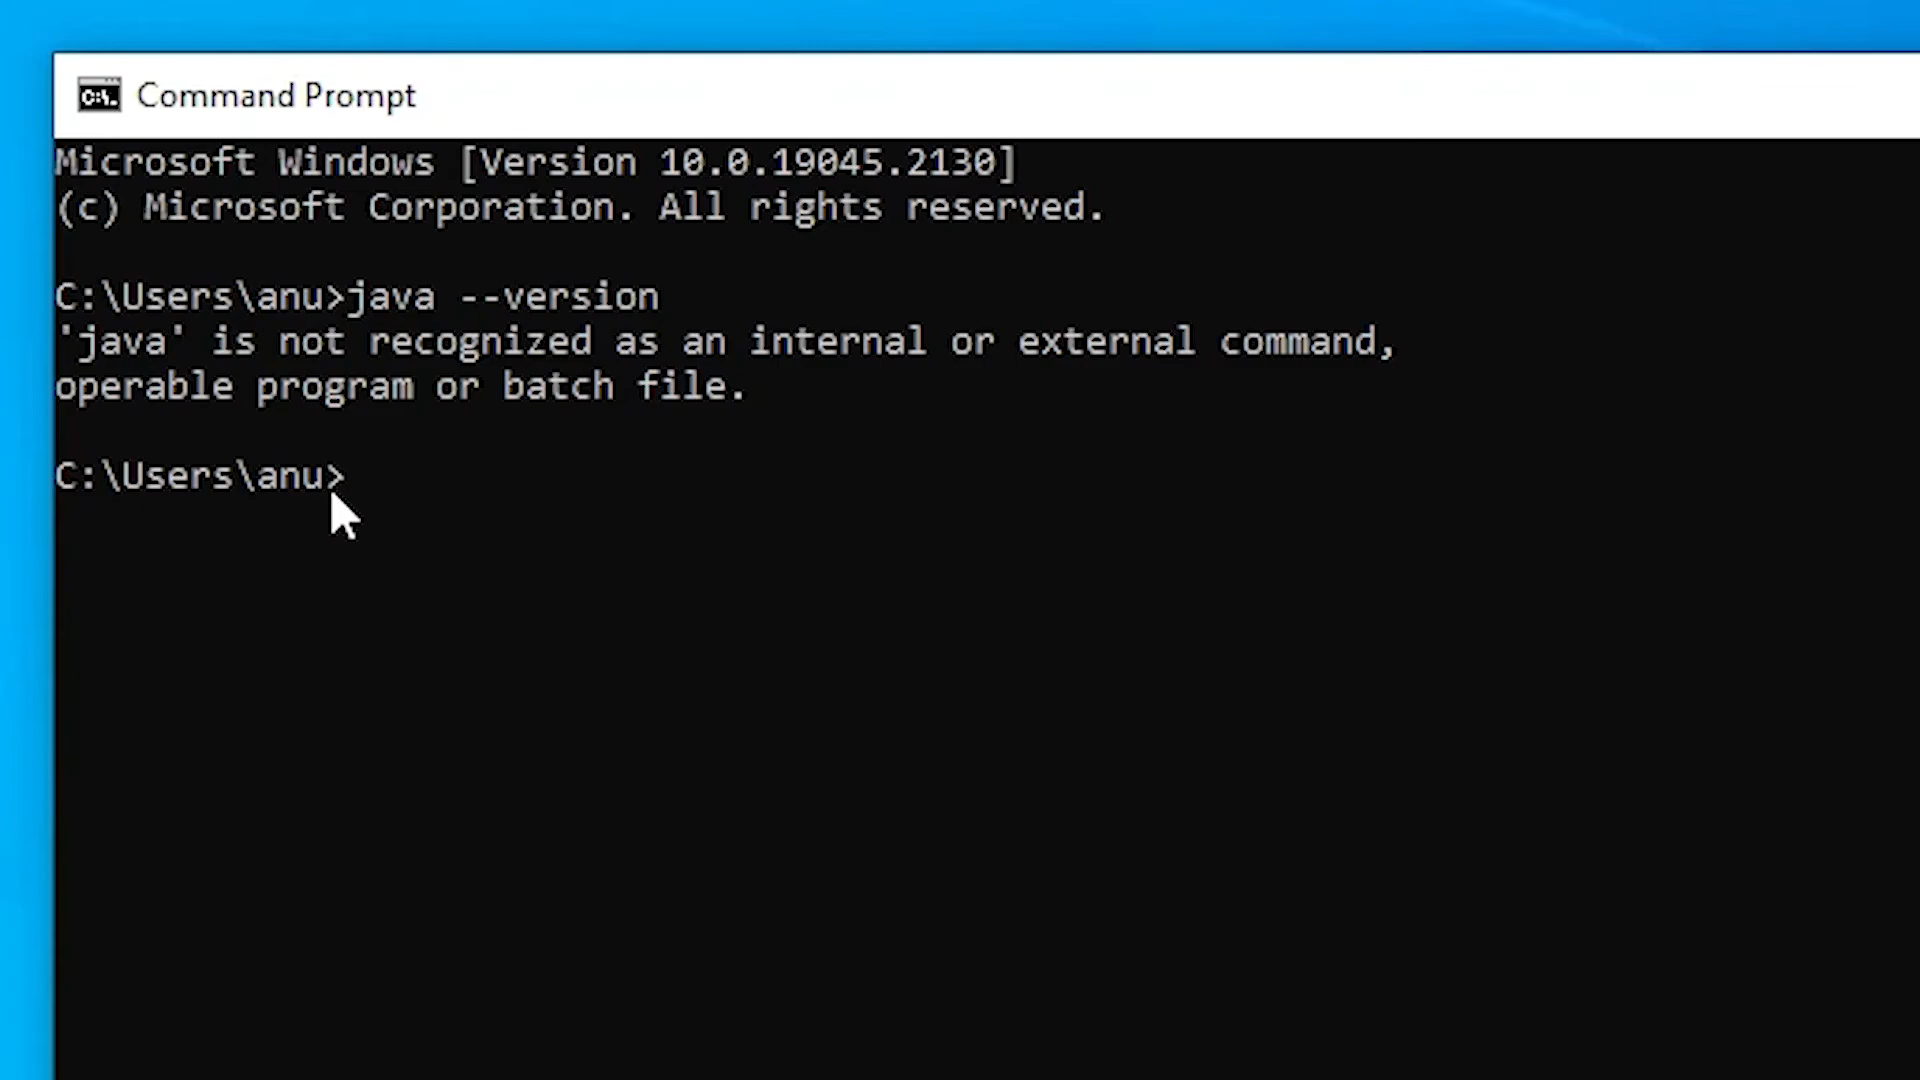 Command Prompt
Microsoft Windows [Version 10.0.19045.2130]
(c) Microsoft Corporation. All rights reserved.
C:\Users\anu>java --version
'java' is not recognized as an internal or external command,
operable program or batch file.
C:\Users\anu>